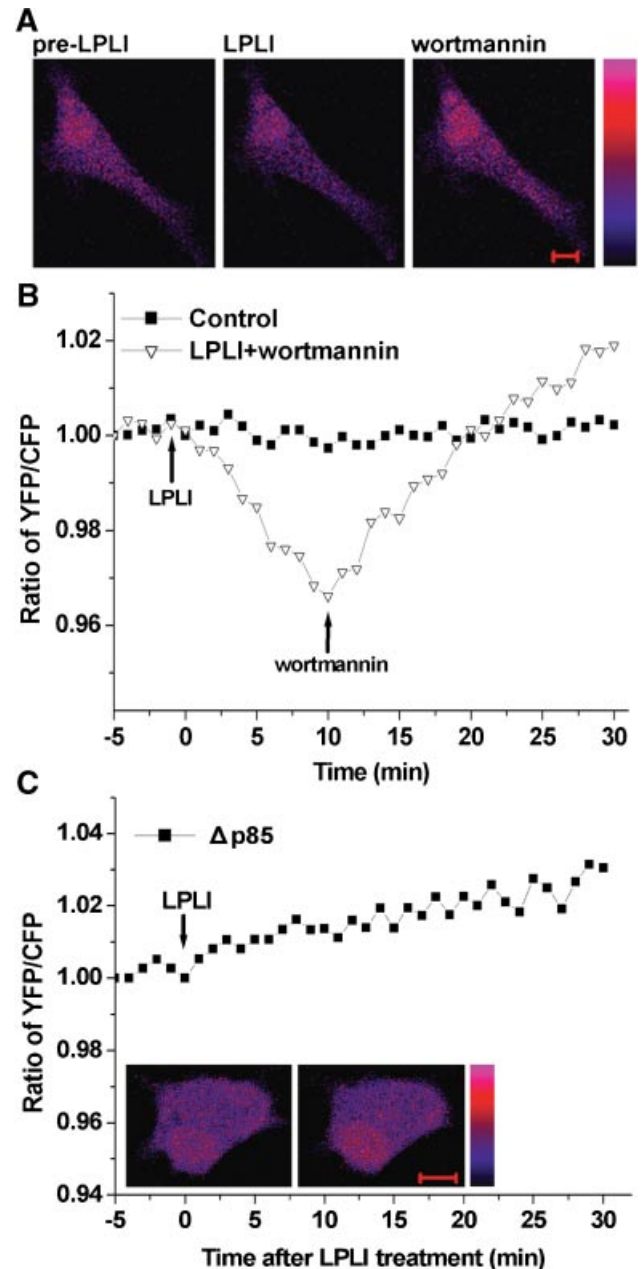 A
pre-LPLI LPLI wortmannin
B
Control
LPLI+wortmannin
1.02
1.00
0.98
0.96
Ratio of YFP/CFP
LPLI
wortmannin
-5 0 5 10 15 20 25 30
Time (min)
C
Δ p85
LPLI
1.04
1.02
1.00
0.98
0.96
0.94
Ratio of YFP/CFP
-5 0 5 10 15 20 25 30
Time after LPLI treatment (min)